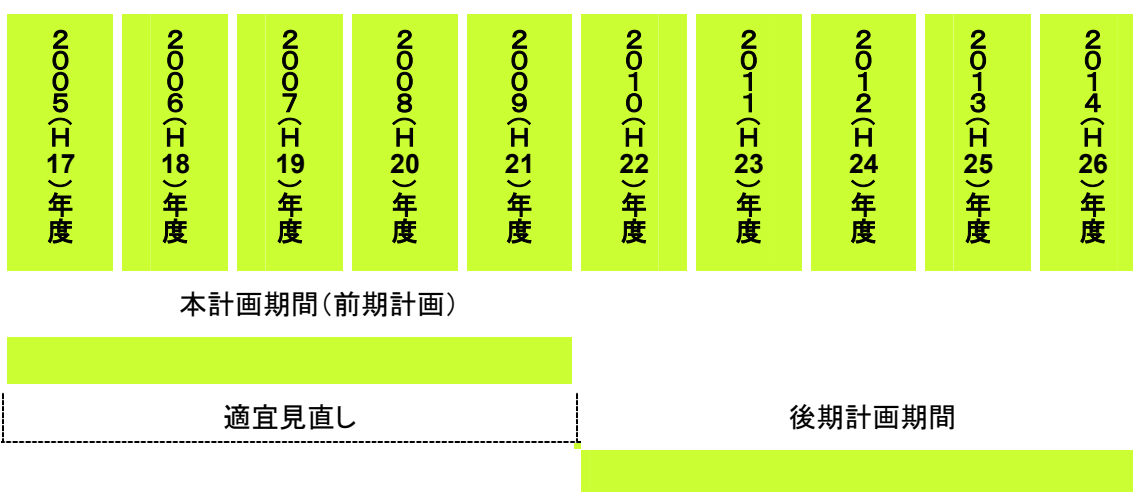 2005(H17)年度
2006(H18)年度
2007(H19)年度
2008(H20)年度
2009(H21)年度
2010(H22)年度
2011(H23)年度
2012(H24)年度
2013(H25)年度
2014(H26)年度
本計画期間(前期計画)
適宜見直し
後期計画期間